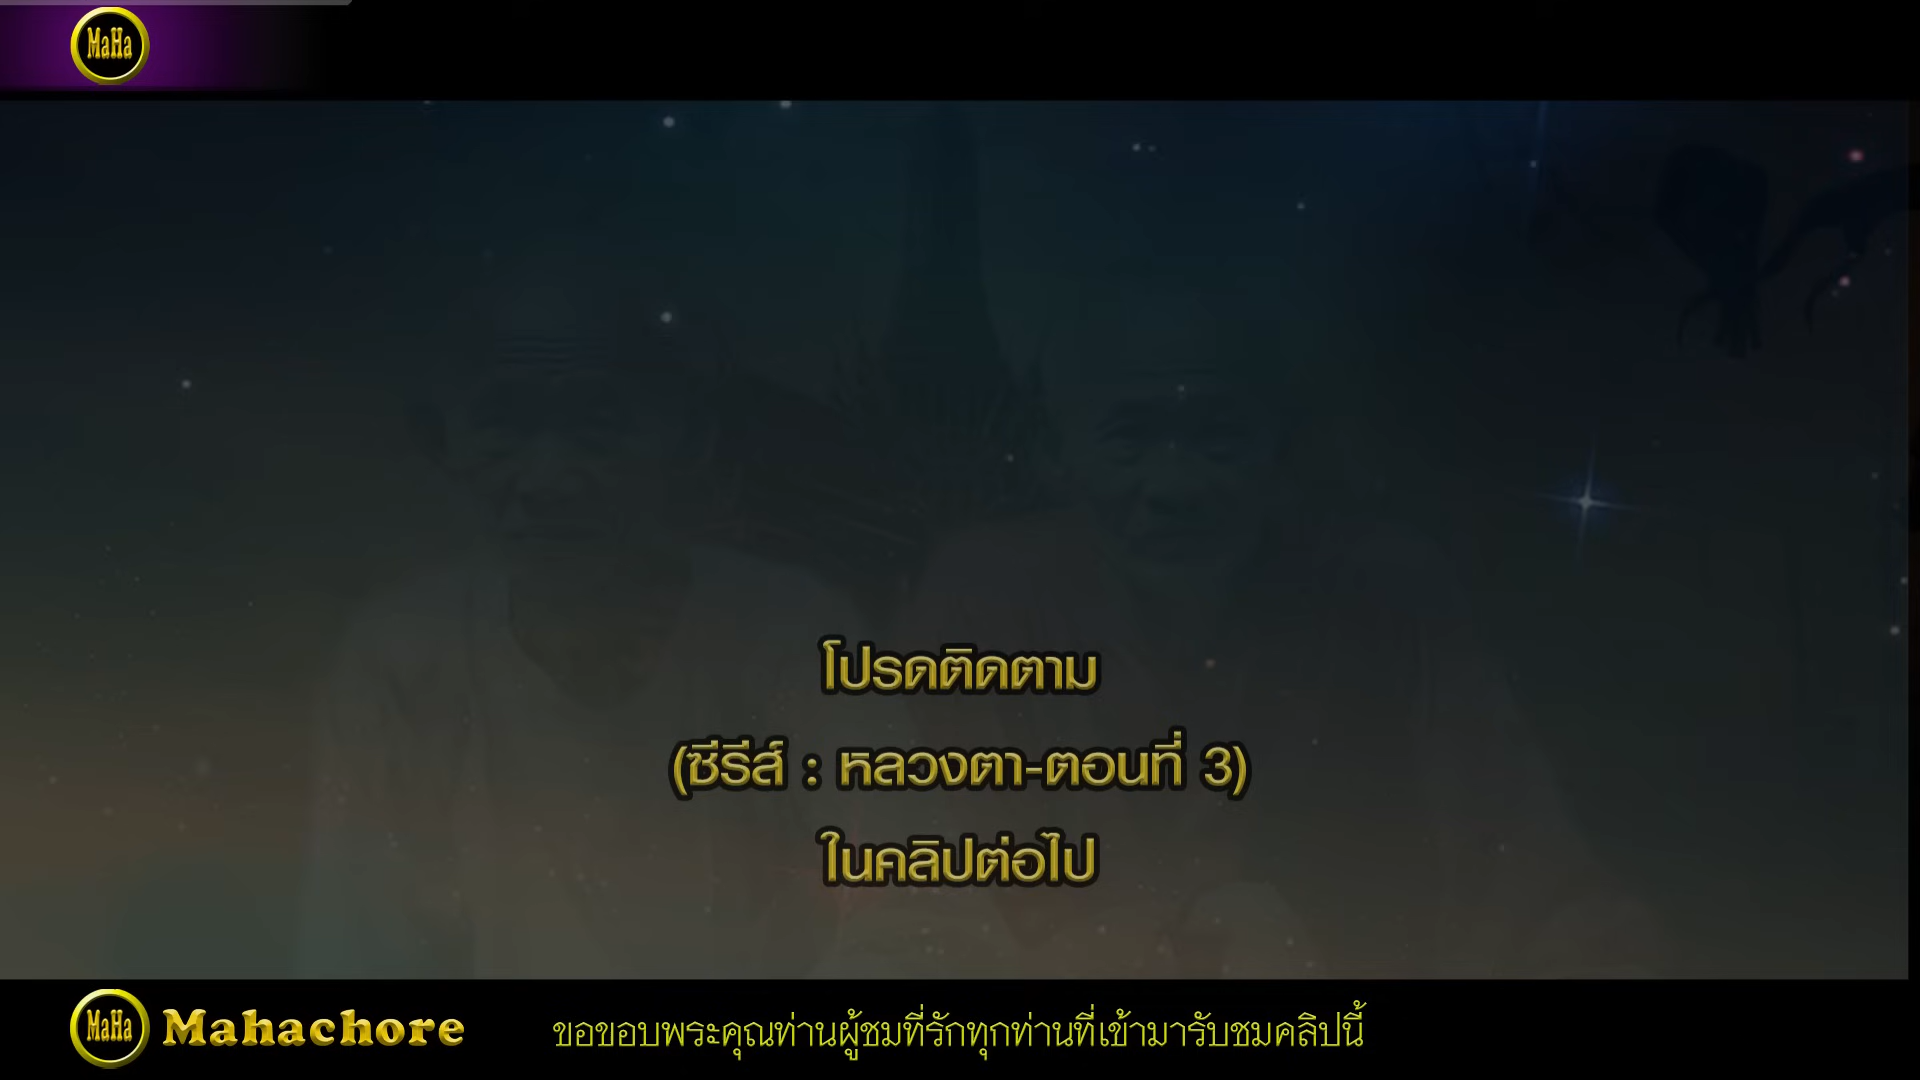 MaHa
โปรดติดตาม
(ซีรีส์ : หลวงตา-ตอนที่ 3)
ในคลิปต่อไป
MaHa Mahachore ขอขอบพระคุณท่านผู้ชมที่รักทุกท่านที่เข้ามารับชมคลิปนี้